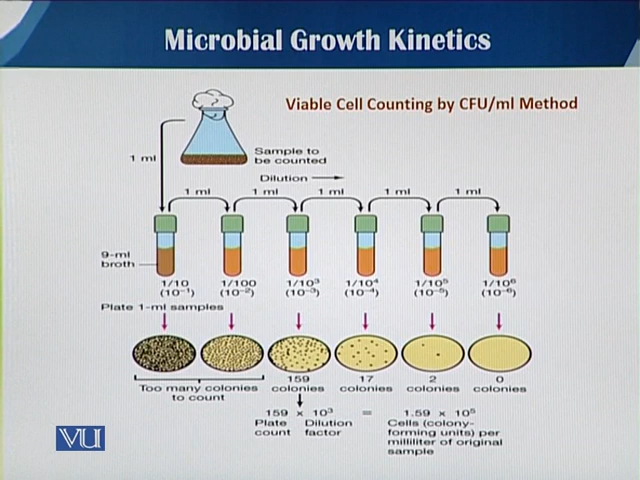 Microbial Growth Kinetics
Viable Cell Counting by CFU/ml Method
1 ml
Sample to
be counted
Dilution
1 ml 1 ml 1 ml 1 ml 1 ml
9-ml
broth
1/10 1/100 1/10³ 1/10⁴ 1/10⁵ 1/10⁶
(10⁻¹) (10⁻²) (10⁻³) (10⁻⁴) (10⁻⁵) (10⁻⁶)
Plate 1-ml samples
Too many colonies
to count
159 17 2 0
colonies colonies colonies colonies
159 × 10³ = 1.59 × 10⁵
Plate Dilution Cells (colony-
count factor forming units) per
milliliter of original
sample
VU